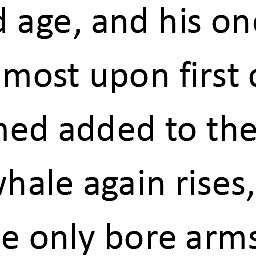 age, and his
most upon first
added to the
whale again rises,
only bore arms